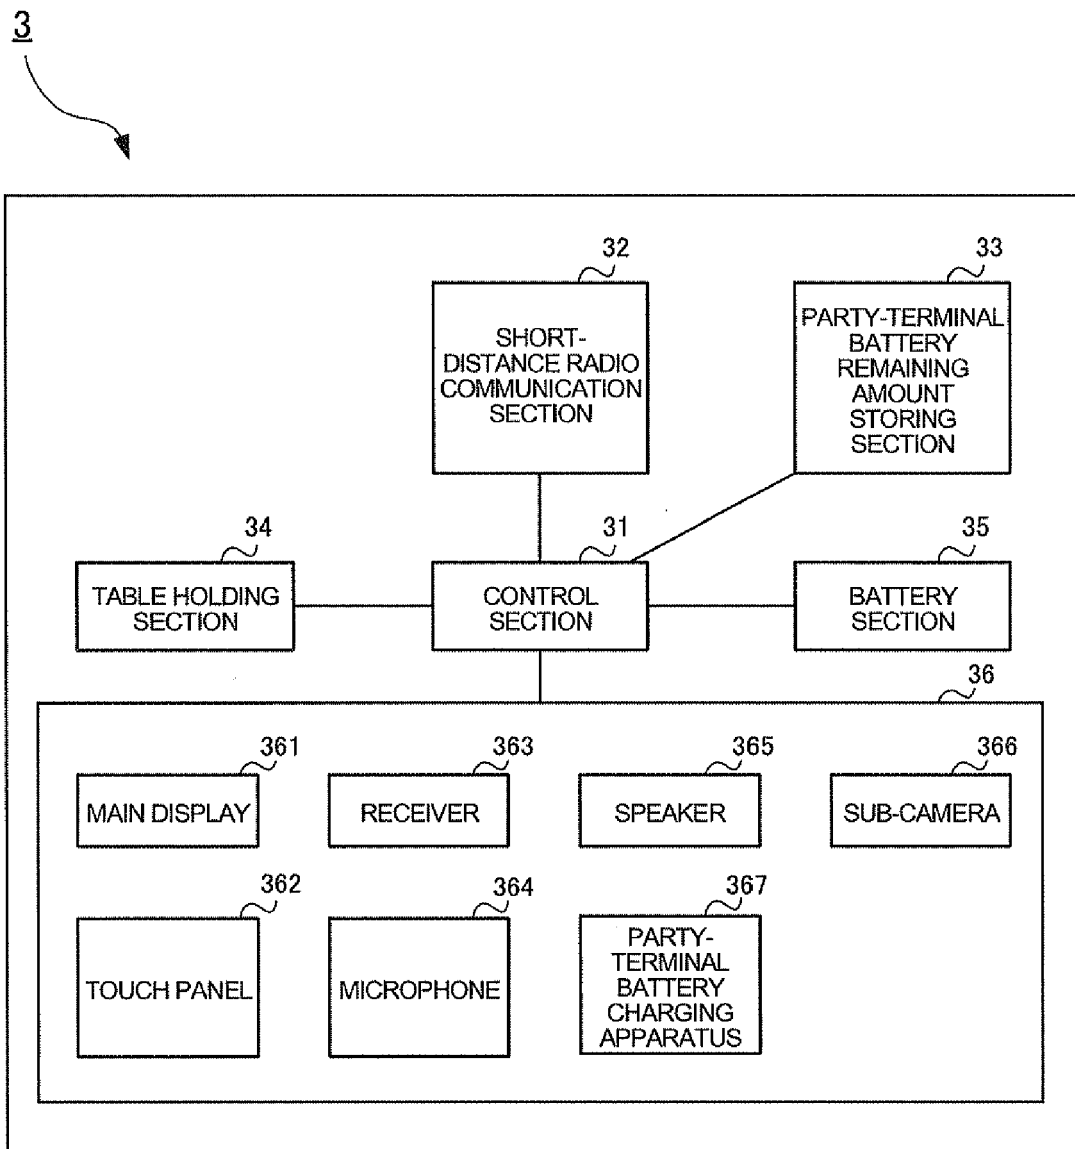 3
32
33
SHORT-
DISTANCE RADIO
COMMUNICATION
SECTION
PARTY-TERMINAL
BATTERY
REMAINING
AMOUNT
STORING
SECTION
34
31
35
TABLE HOLDING
SECTION
CONTROL
SECTION
BATTERY
SECTION
36
361
363
365
366
MAIN DISPLAY
RECEIVER
SPEAKER
SUB-CAMERA
362
364
367
TOUCH PANEL
MICROPHONE
PARTY-
TERMINAL
BATTERY
CHARGING
APPARATUS